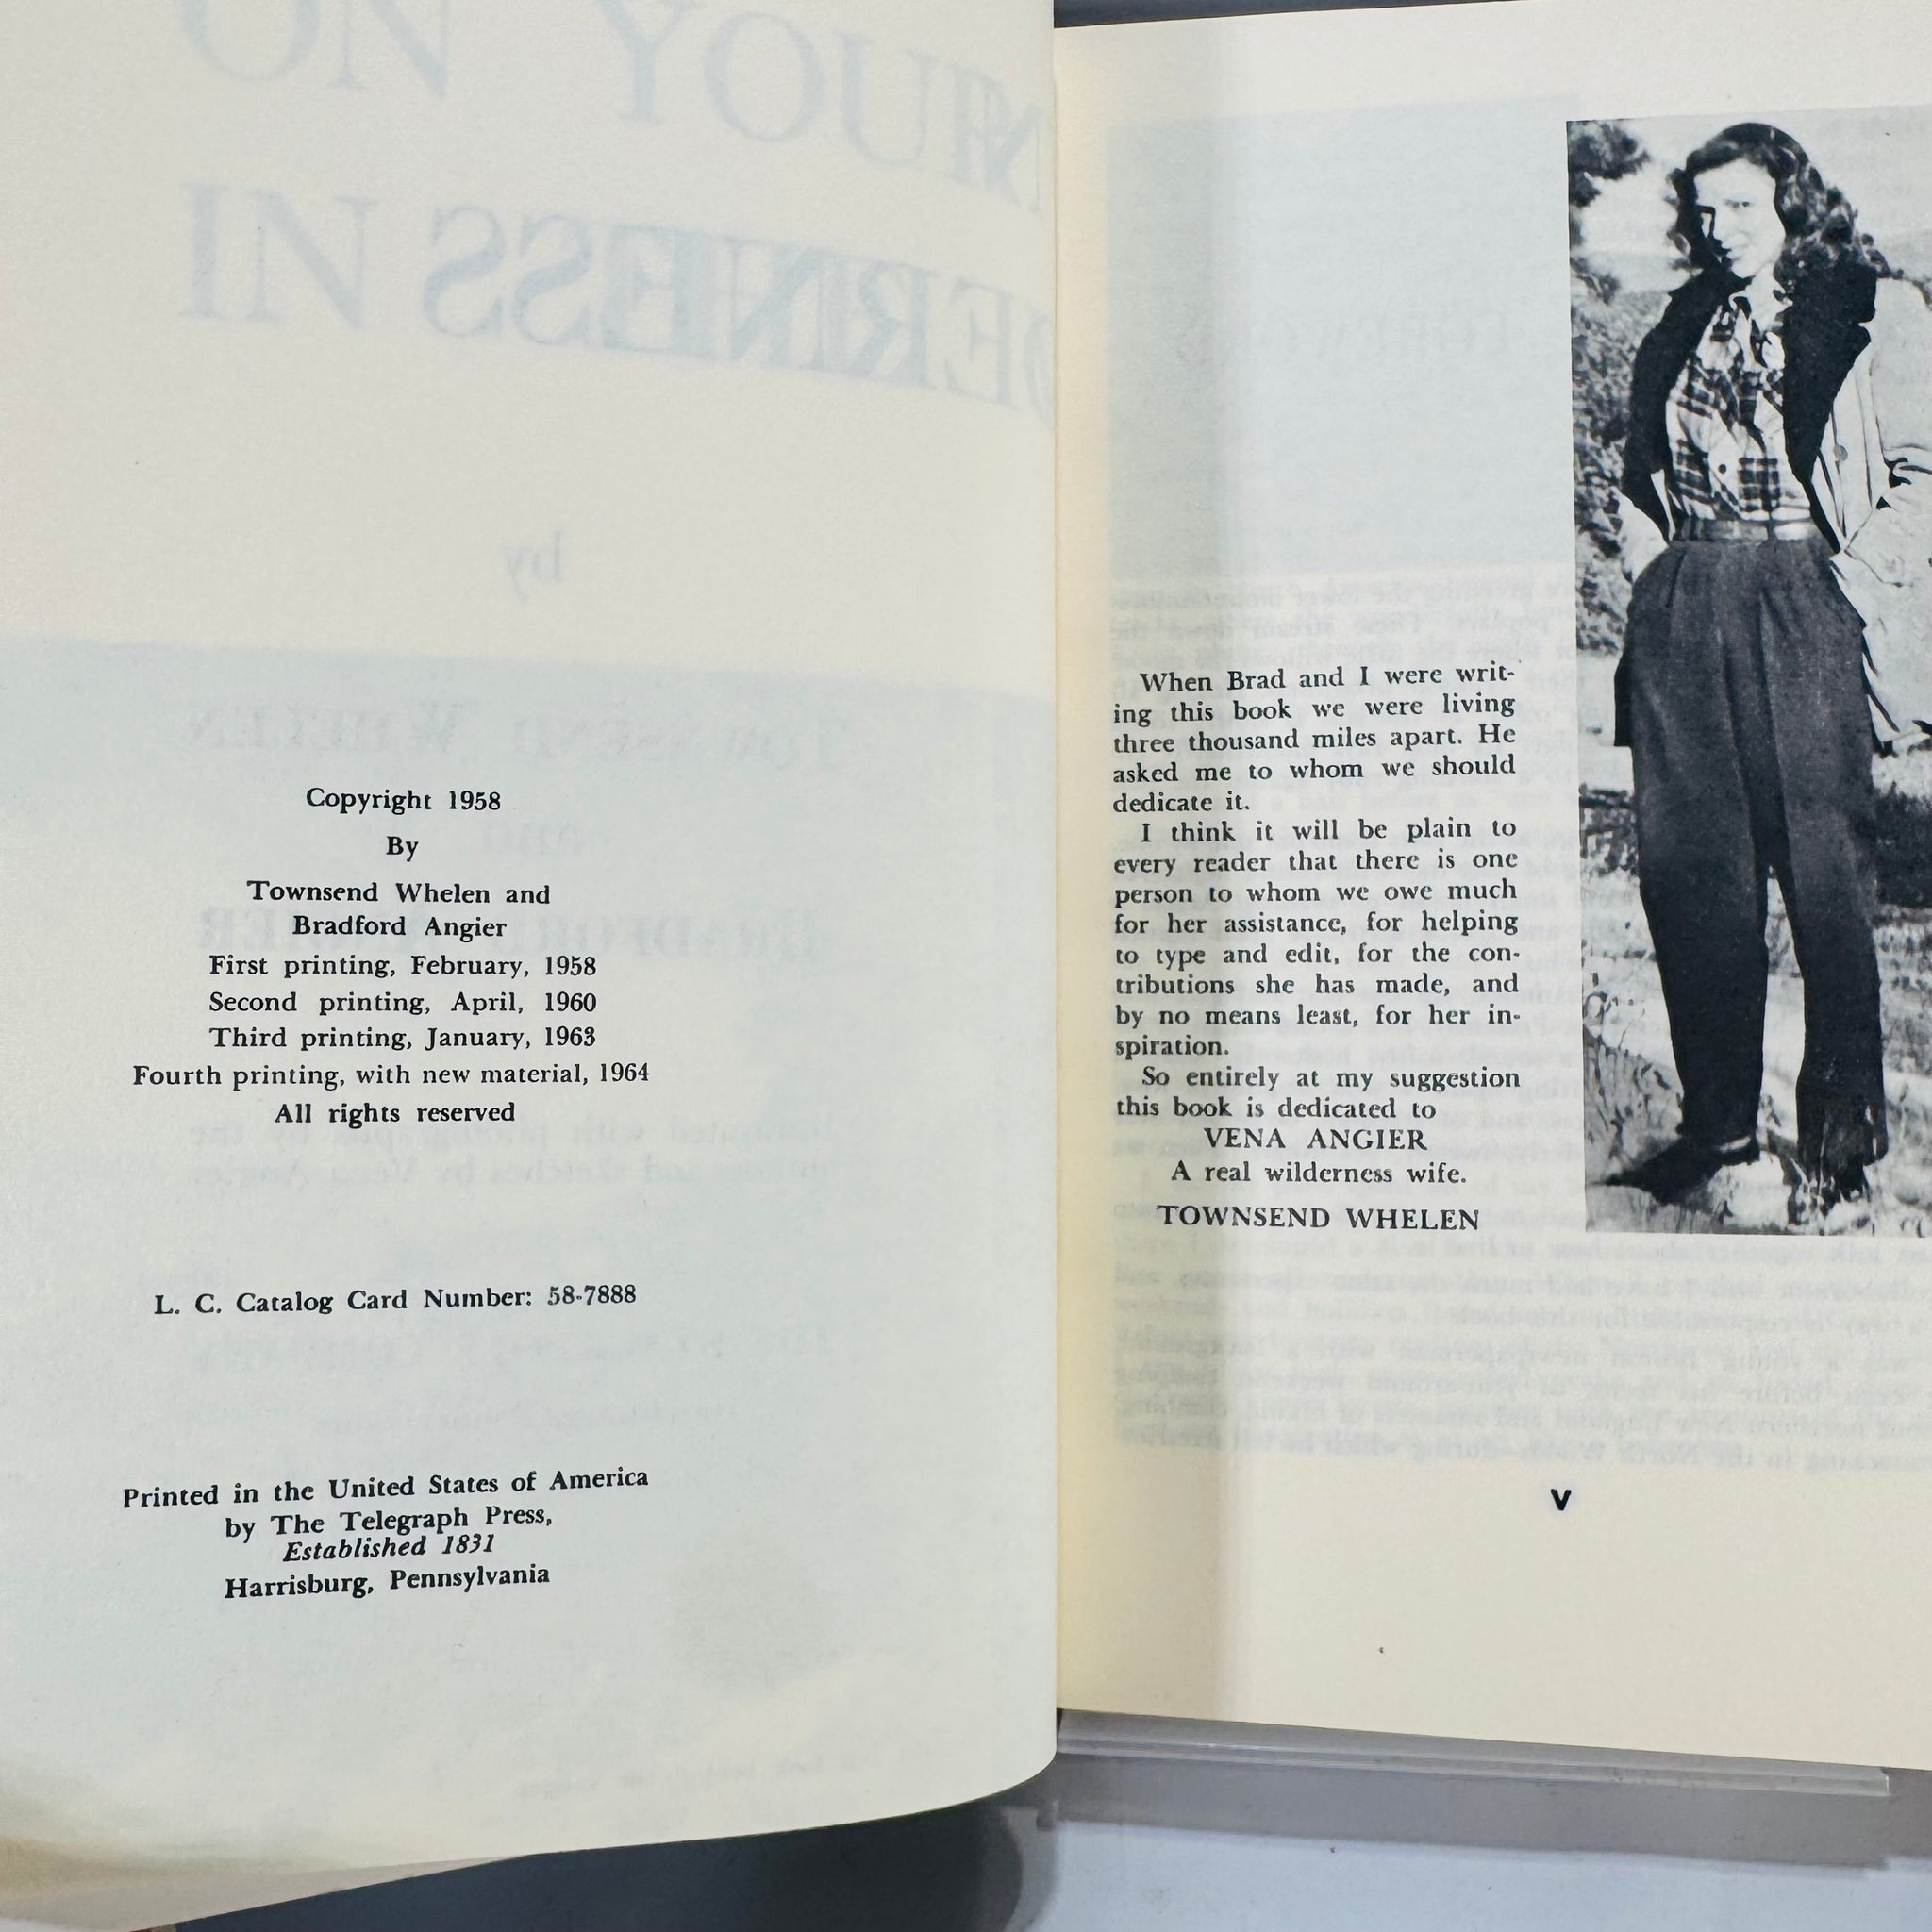 Copyright 1958
By
Townsend Whelen and
Bradford Angier
First printing, February, 1958
Second printing, April, 1960
Third printing, January, 1963
Fourth printing, with new material, 1964
All rights reserved
L. C. Catalog Card Number: 58-7888
Printed in the United States of America
by The Telegraph Press,
Established 1831
Harrisburg, Pennsylvania
When Brad and I were writ-
ing this book we were living
three thousand miles apart. He
asked me to whom we should
dedicate it.
I think it will be plain to
every reader that there is one
person to whom we owe much
for her assistance, for helping
to type and edit, for the con-
tributions she has made, and
by no means least, for her in-
spiration.
So entirely at my suggestion
this book is dedicated to
VENA ANGIER
A real wilderness wife.
TOWNSEND WHELEN
V